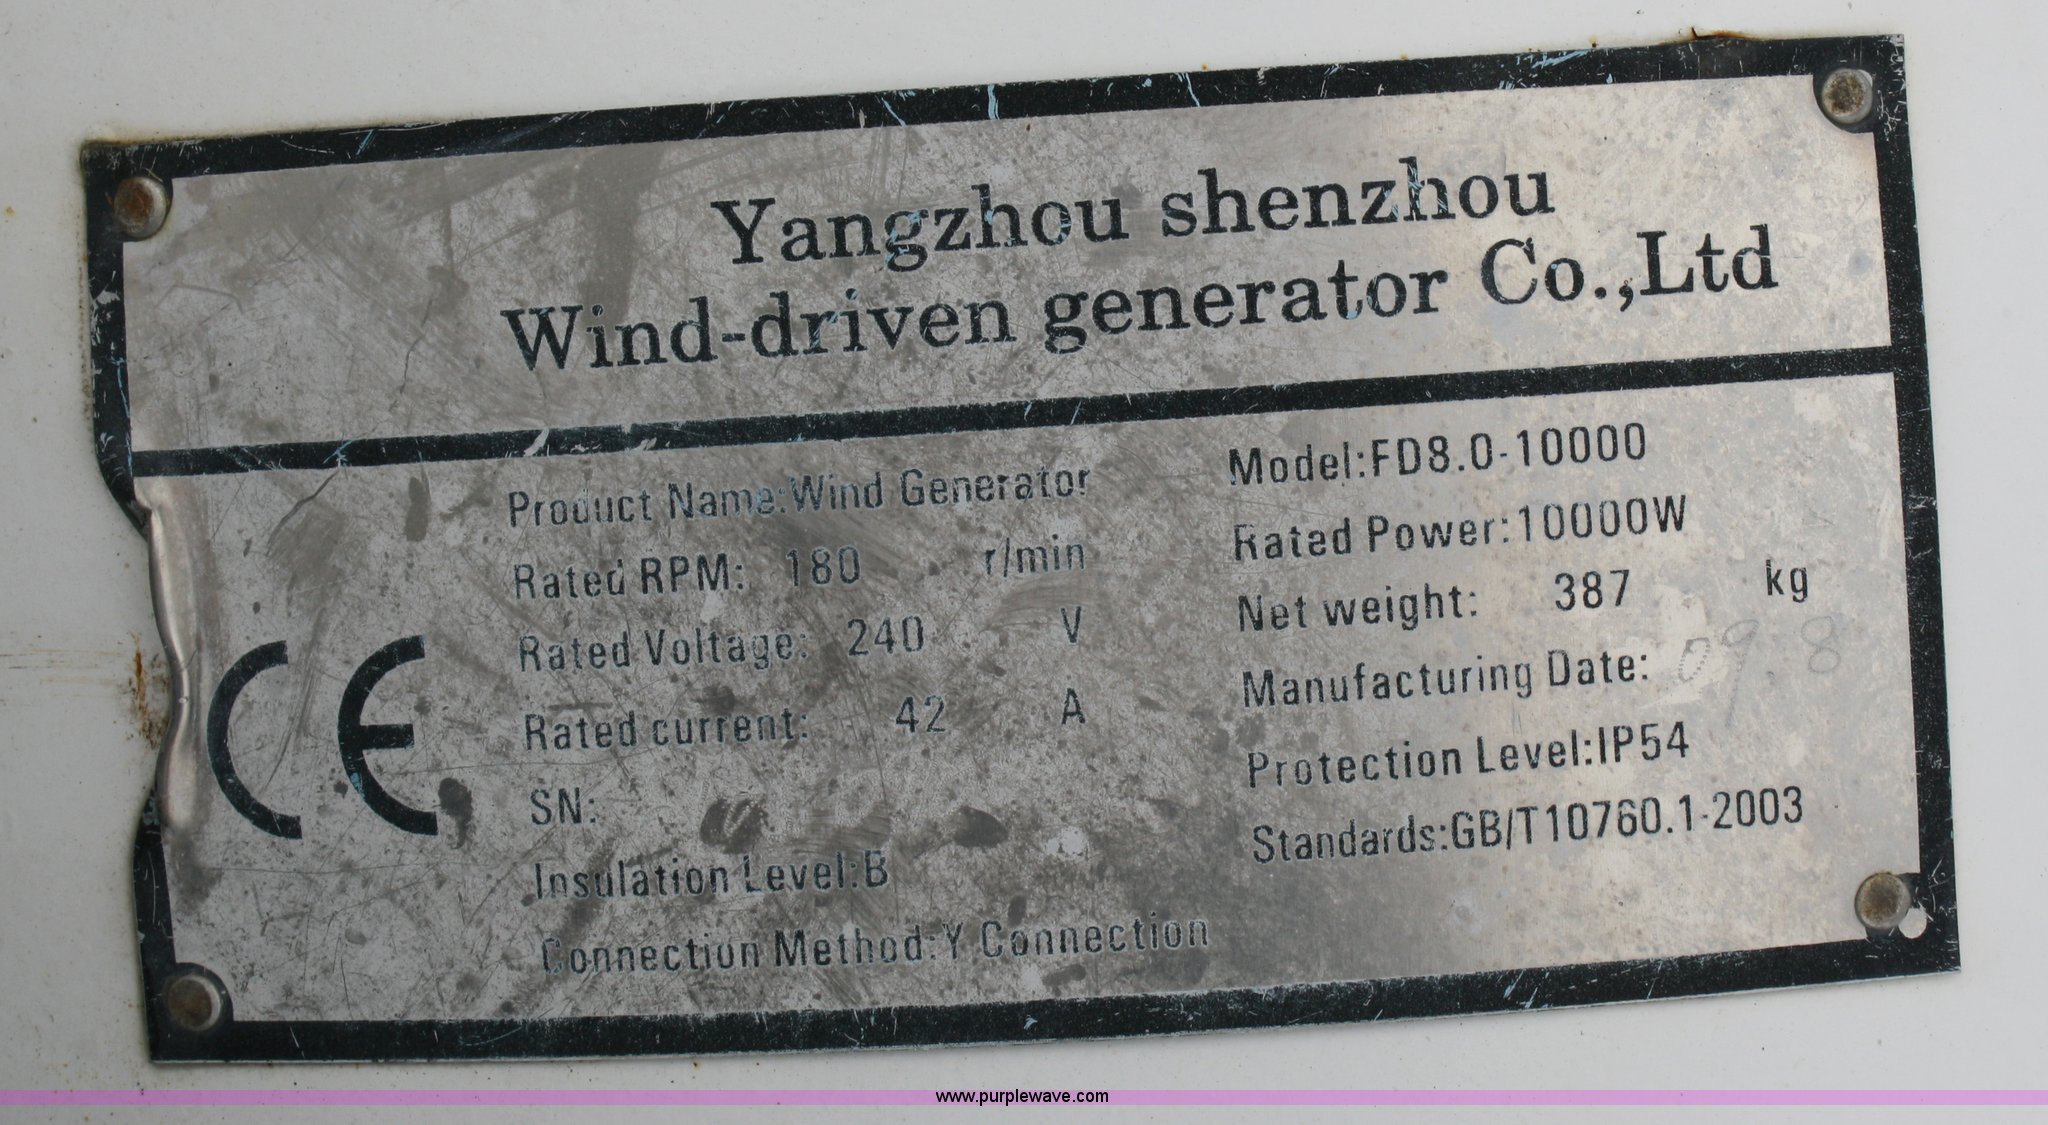 Yangzhou shenzhou
Wind-driven generator Co.,Ltd
CE
Product Name:Wind Generator
Rated RPM: 180 r/min
Rated Voltage: 240 V
Rated current: 42 A
SN:
Insulation Level:B
Connection Method:Y Connection
Model:FD8.0-10000
Rated Power:10000W
Net weight: 387 kg
Manufacturing Date: 09.8
Protection Level:IP54
Standards:GB/T10760.1-2003
www.purplewave.com